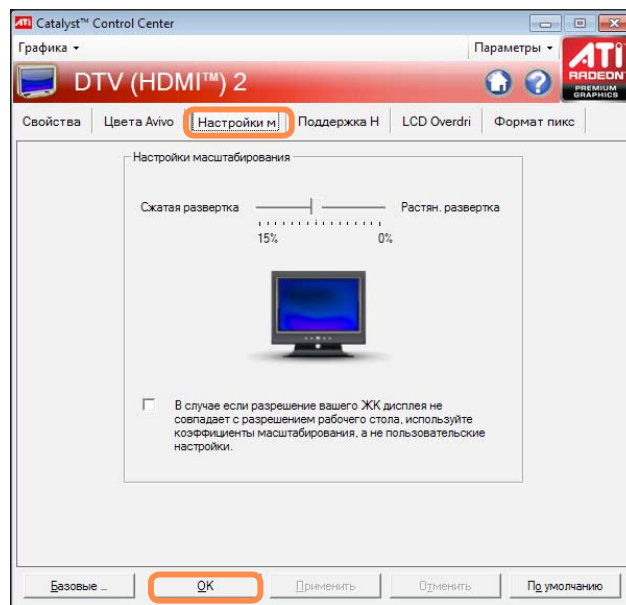 Catalyst™ Control Center
Графика
Параметры
DTV (HDMI™) 2
ATI
RADEON
PREMIUM
GRAPHICS
Свойства
Цвета Avivo
Настройки м
Поддержка H
LCD Overdri
Формат пикс
Настройки масштабирования
Сжатая развертка
Растян. развертка
15%
0%
В случае если разрешение вашего ЖК дисплея не
совпадает с разрешением рабочего стола, используйте
коэффициенты масштабирования, а не пользовательские
настройки.
Базовые ...
OK
Применить
Отменить
По умолчанию